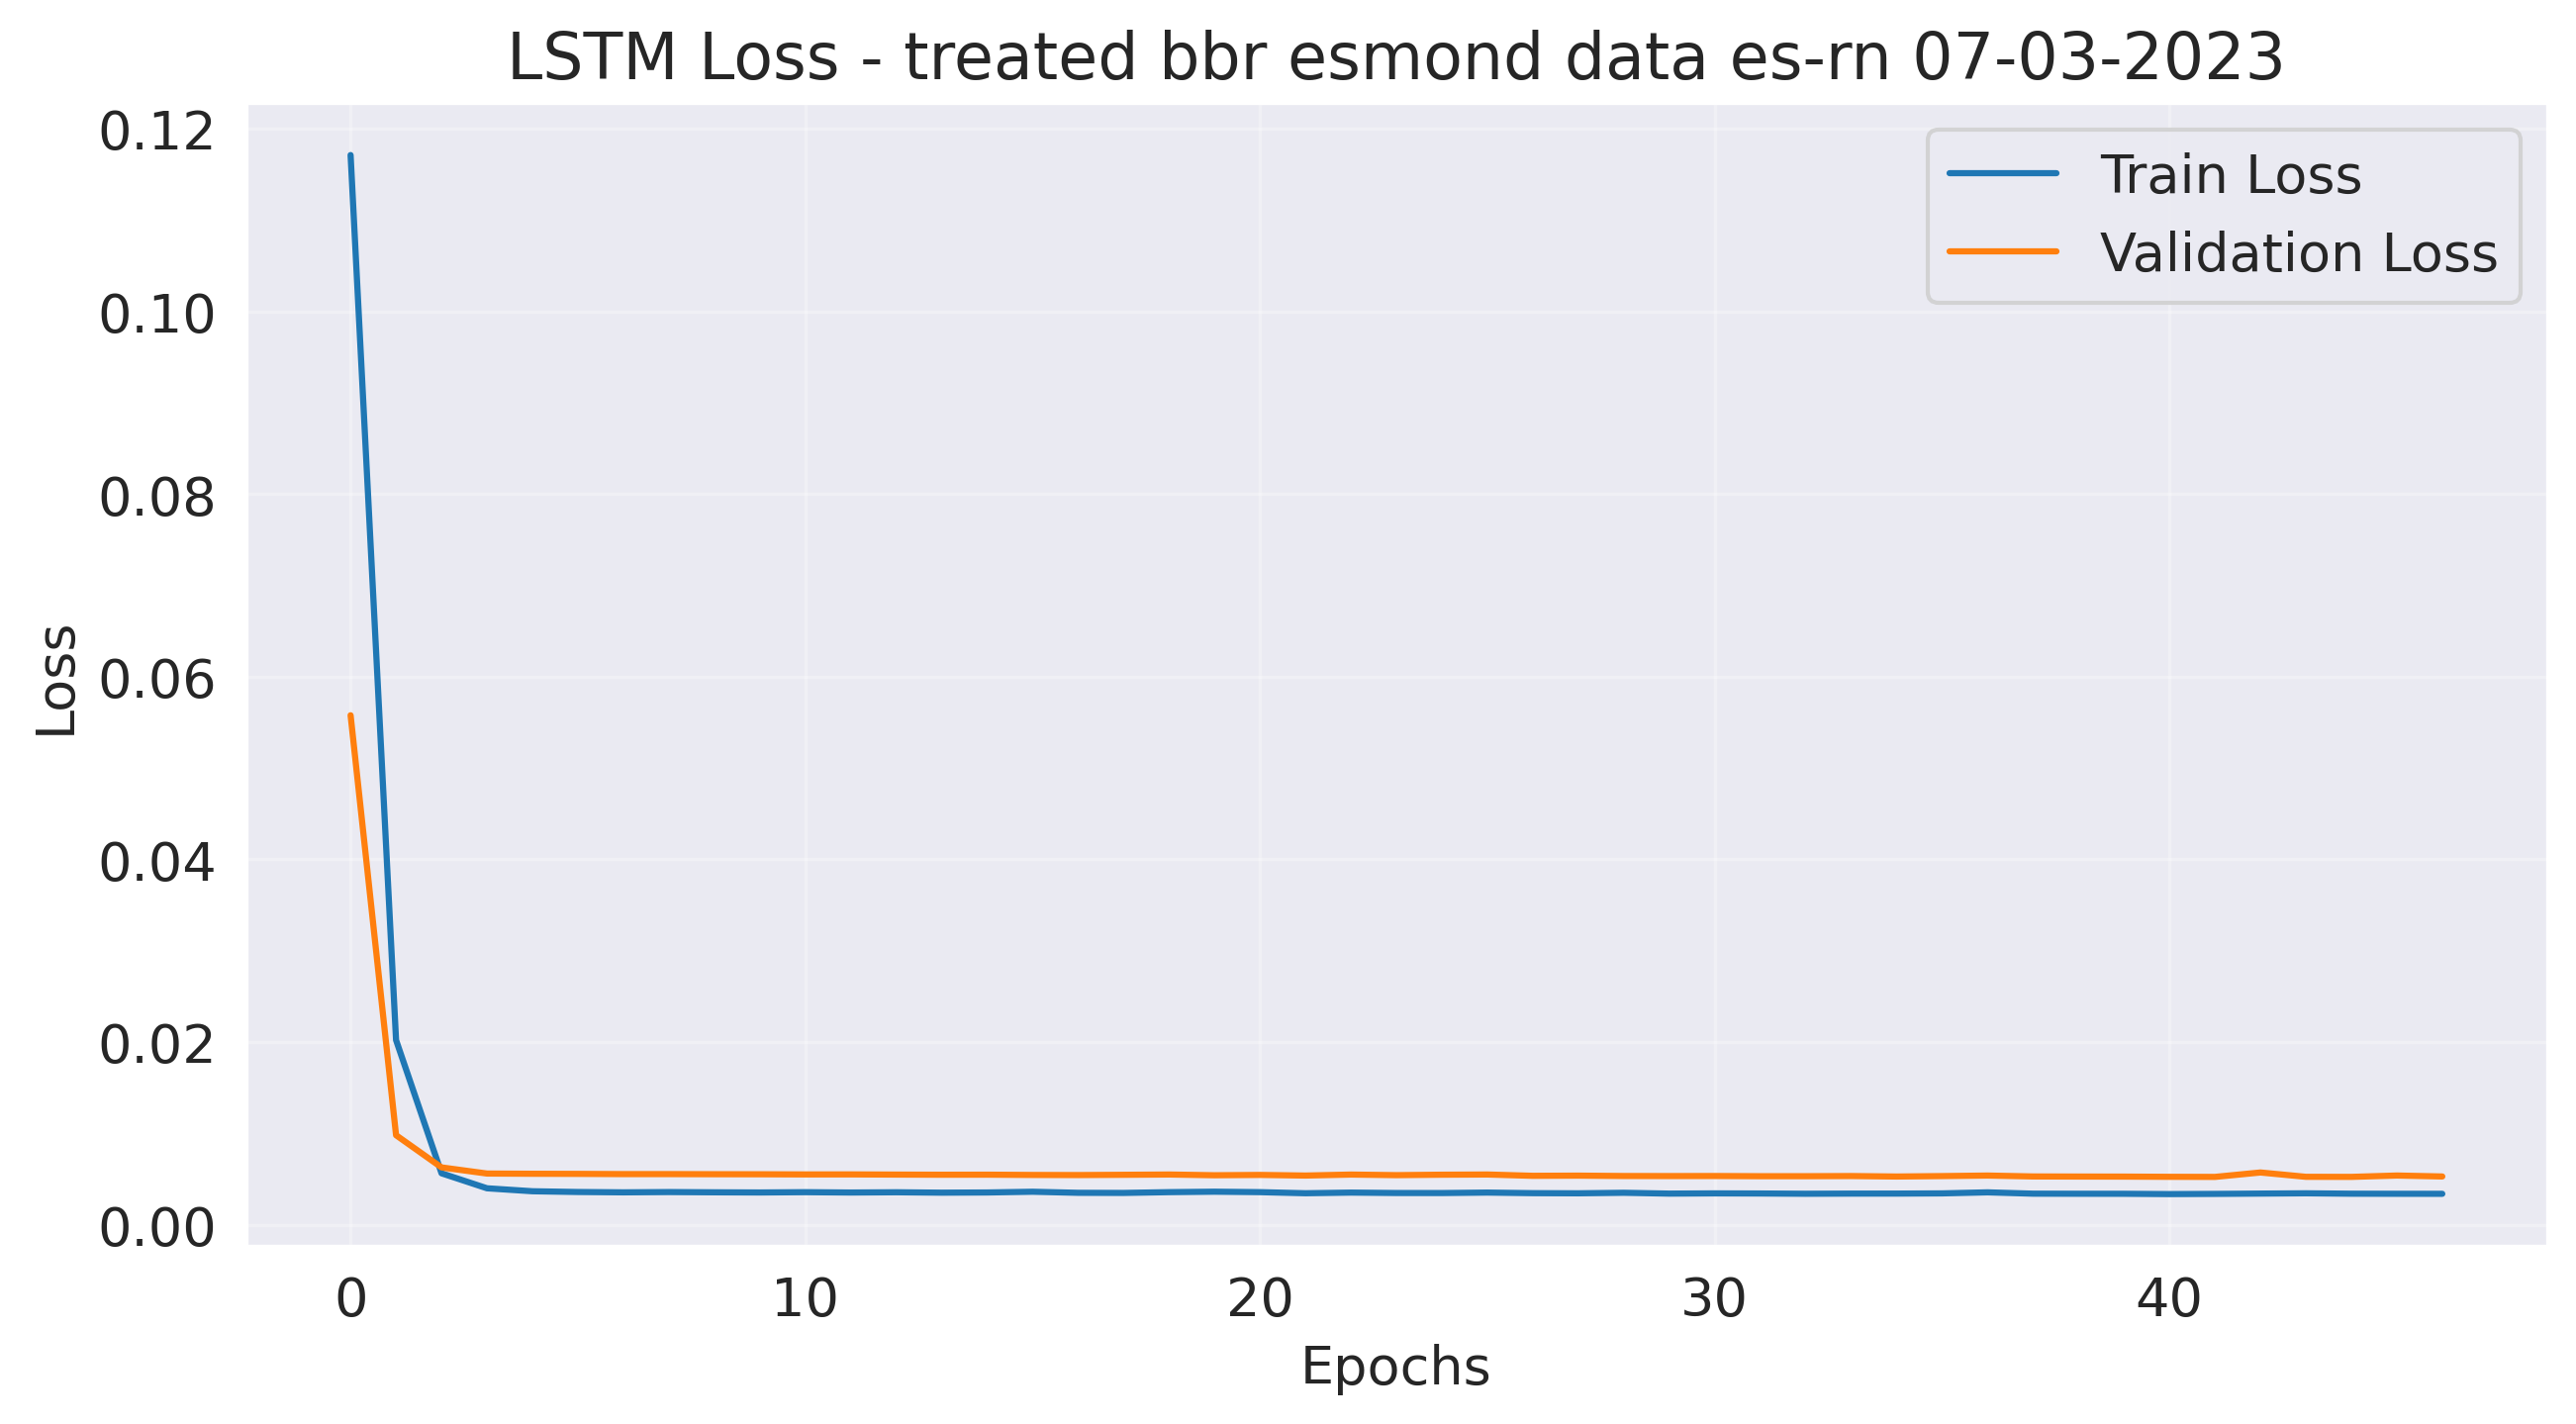 LSTM Loss - treated bbr esmond data es-rn 07-03-2023
Train Loss
Validation Loss
Loss
0.12
0.10
0.08
0.06
0.04
0.02
0.00
0 10 20 30 40
Epochs